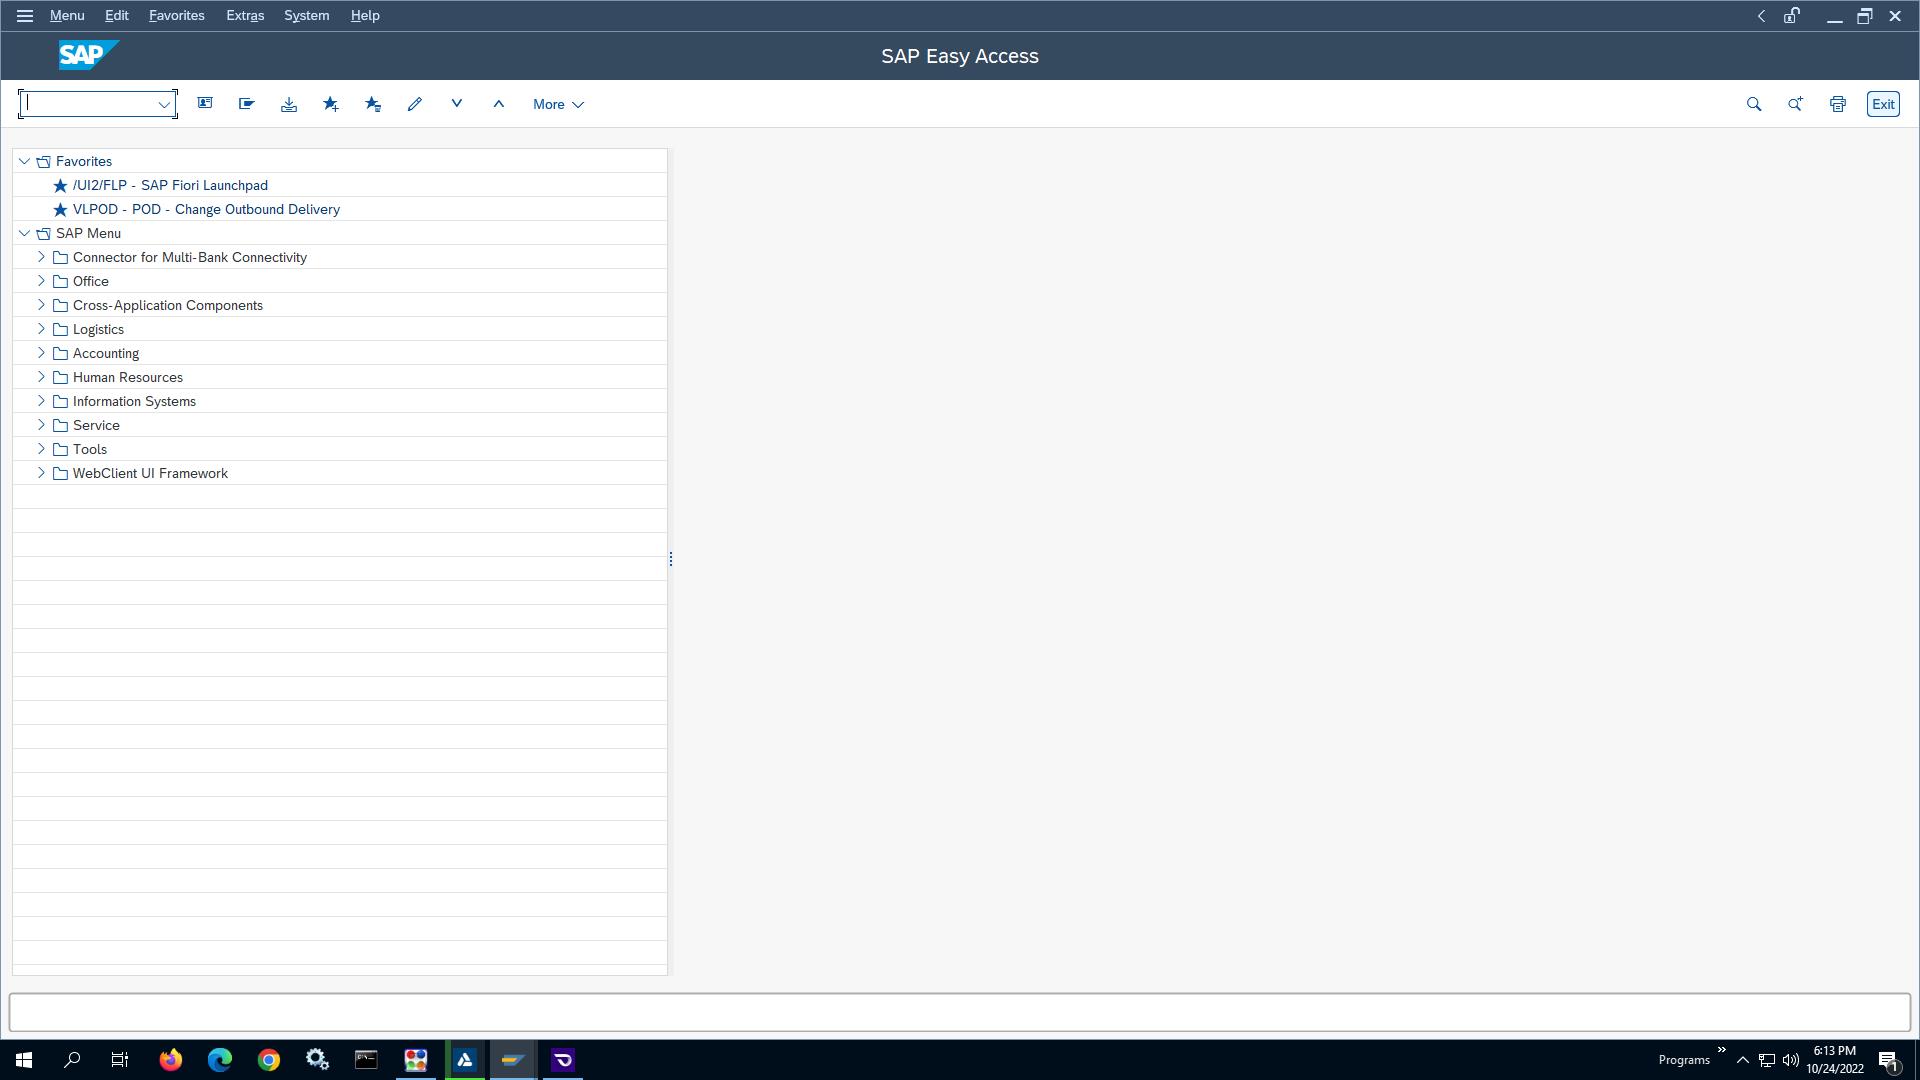 Menu Edit Favorites Extras System Help
SAP SAP Easy Access
More Exit
Favorites
/UI2/FLP - SAP Fiori Launchpad
VLPOD - POD - Change Outbound Delivery
SAP Menu
Connector for Multi-Bank Connectivity
Office
Cross-Application Components
Logistics
Accounting
Human Resources
Information Systems
Service
Tools
WebClient UI Framework
Programs
6:13 PM
10/24/2022
1